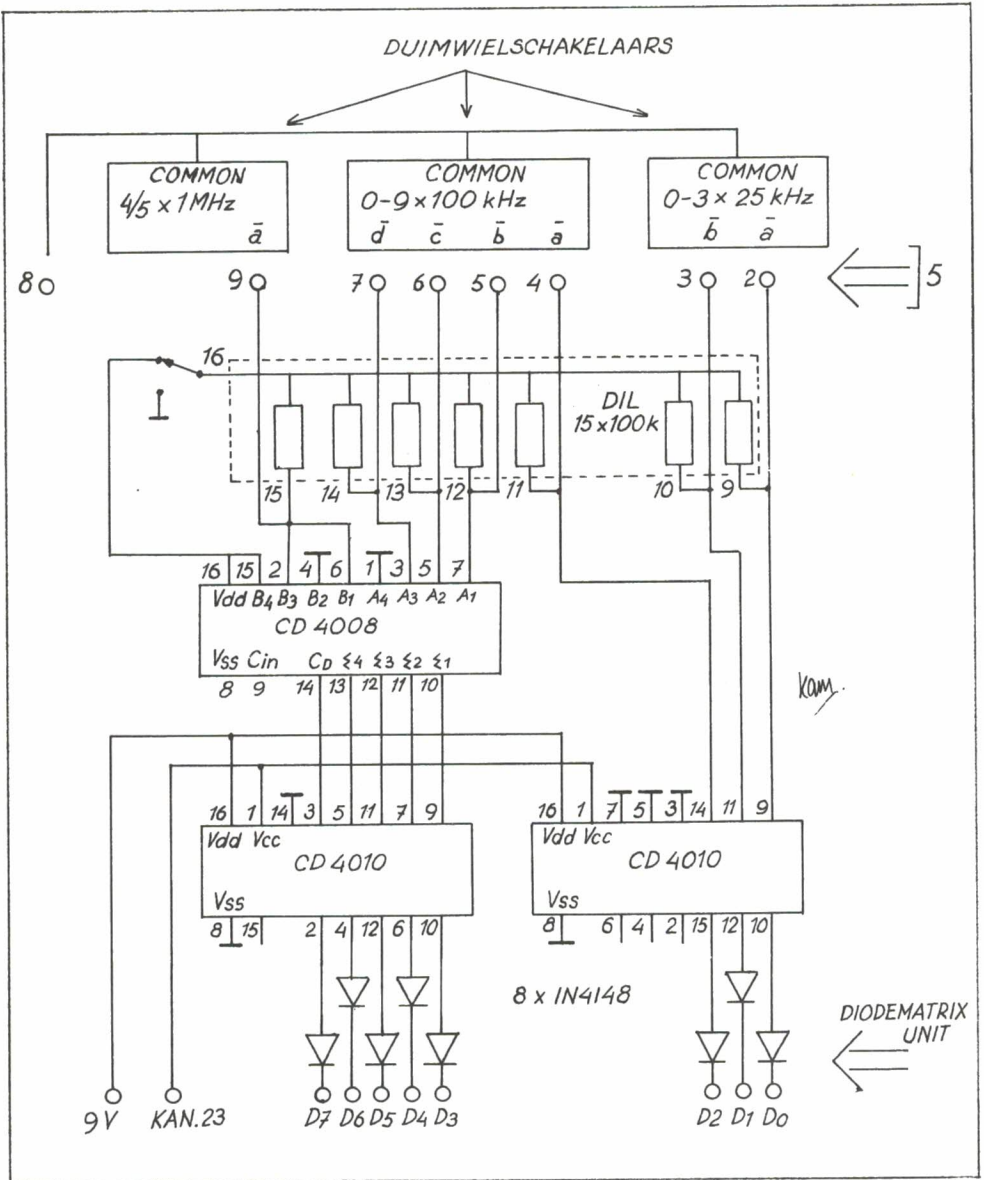 DUIMWIELSCHAKELAARS
COMMON COMMON COMMON
4/5 x 1 MHz 0-9 x 100 kHz 0-3 x 25 kHz
ā d̄ c̄ b̄ ā b̄ ā
8 9 7 6 5 4 3 2 5
16
DIL
15 x 100k
15 14 13 12 11 10 9
16 15 2 4 6 1 3 5 7
Vdd B4 B3 B2 B1 A4 A3 A2 A1
CD 4008
Vss Cin CD Σ4 Σ3 Σ2 Σ1
8 9 14 13 12 11 10
Kam.
16 1 14 3 5 11 7 9 16 1 7 5 3 14 11 9
Vdd Vcc Vdd Vcc
CD 4010 CD 4010
Vss Vss
8 15 2 4 12 6 10 8 6 4 2 15 12 10
8 x IN4148
DIODEMATRIX
UNIT
9 V KAN.23 D7 D6 D5 D4 D3 D2 D1 D0